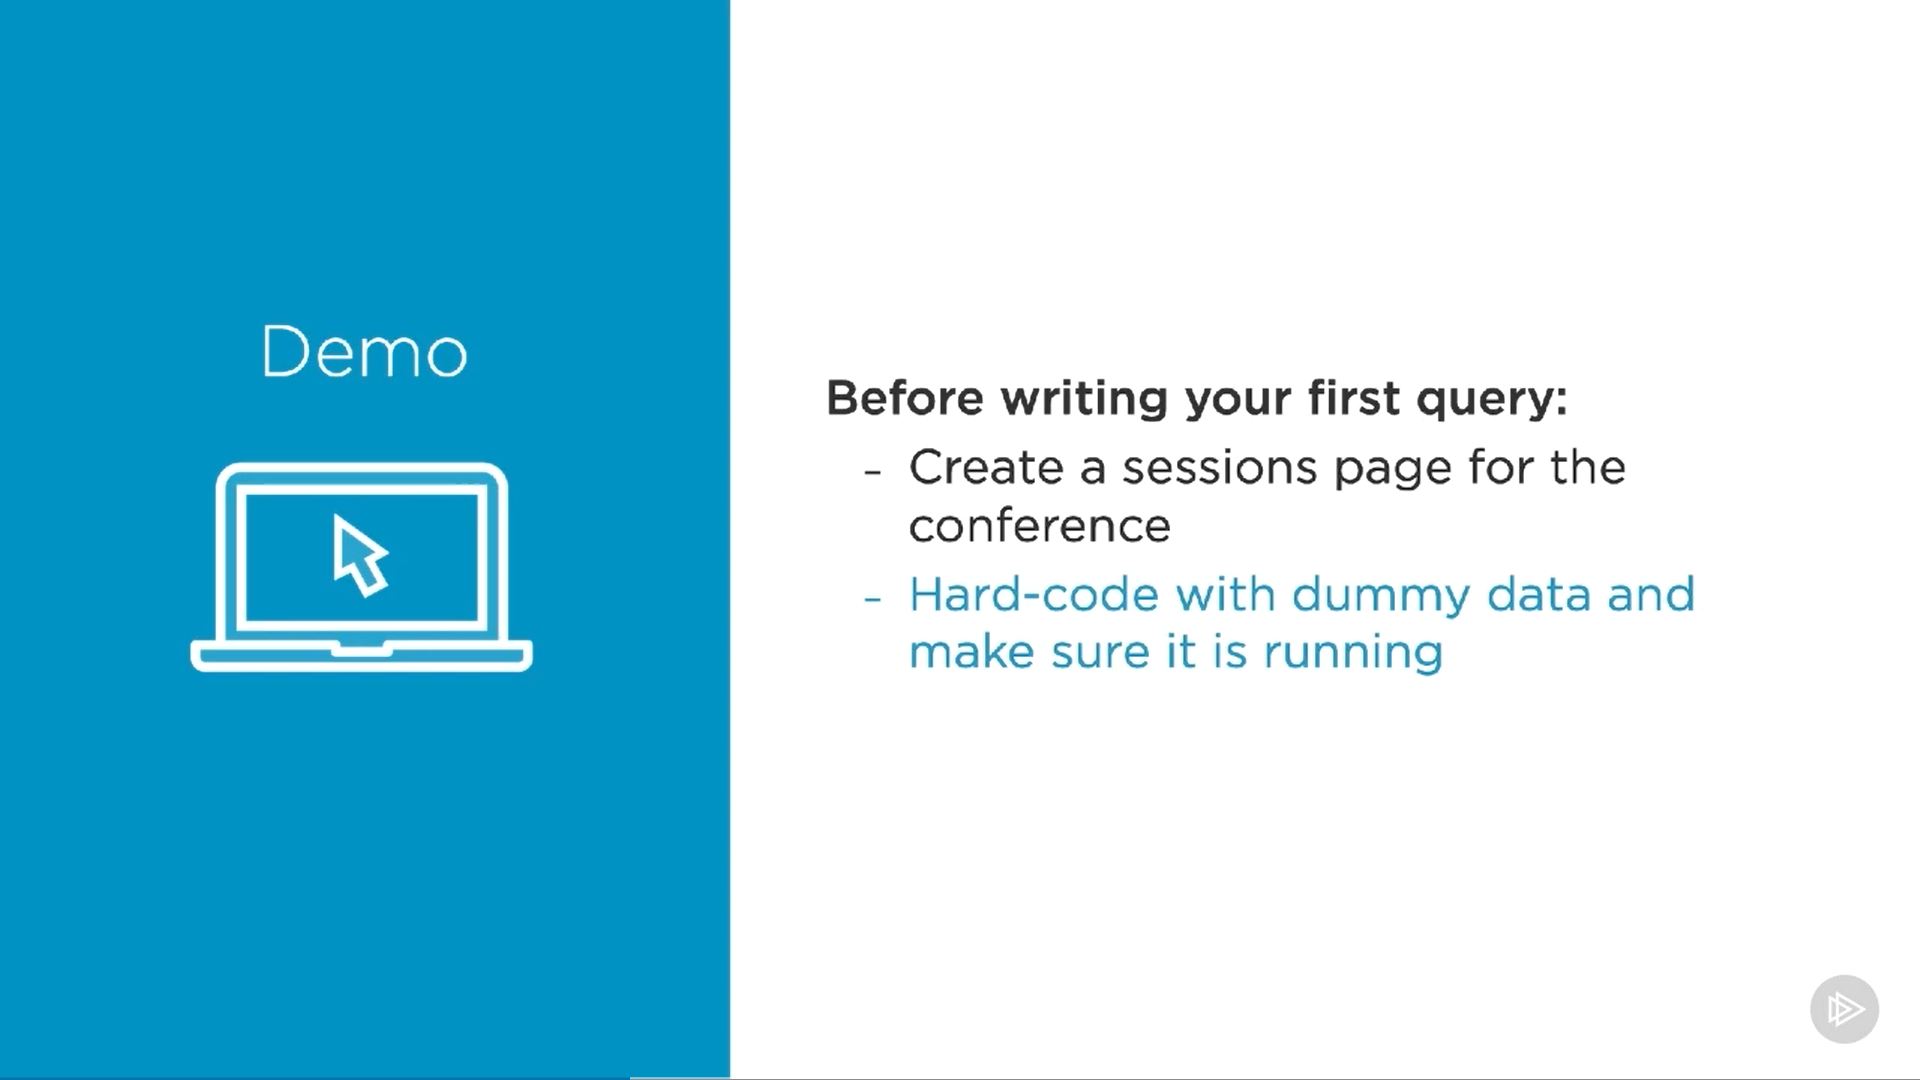 Demo
Before writing your first query:
- Create a sessions page for the
conference
- Hard-code with dummy data and
make sure it is running